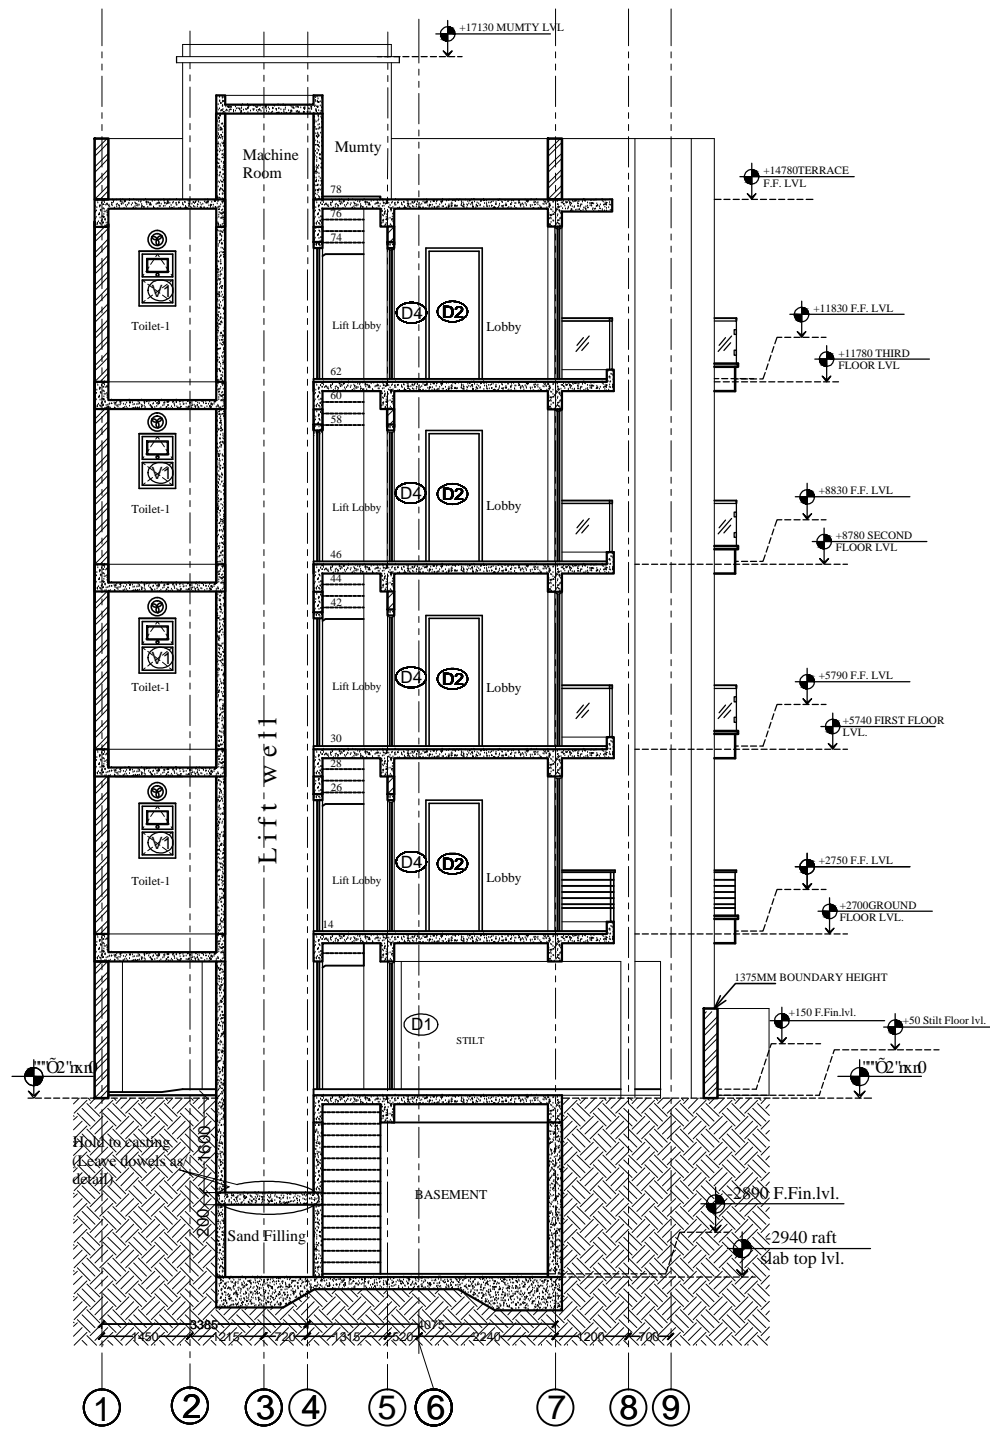 +17130 MUMTY LVL
Machine
Room
Mumty
+14780TERRACE
F.F. LVL
78
76
74
V1
Toilet-1
Lift Lobby
D4
D2
Lobby
+11830 F.F. LVL
+11780 THIRD
FLOOR LVL
62
60
58
V1
Toilet-1
Lift Lobby
D4
D2
Lobby
+8830 F.F. LVL
+8780 SECOND
FLOOR LVL
46
44
42
V1
Toilet-1
Lift Lobby
D4
D2
Lobby
+5790 F.F. LVL
+5740 FIRST FLOOR
LVL.
30
28
26
Lift well
V1
Toilet-1
Lift Lobby
D4
D2
Lobby
+2750 F.F. LVL
+2700GROUND
FLOOR LVL.
14
1375MM BOUNDARY HEIGHT
D1
STILT
+150 F.Fin.lvl.
+50 Stilt Floor lvl.
Hold to casting
(Leave dowels as
detail)
1600
200
BASEMENT
Sand Filling
-2890 F.Fin.lvl.
-2940 raft
slab top lvl.
3385
4075
1450
1215
720
1315
520
2240
1200
700
1
2
3
4
5
6
7
8
9